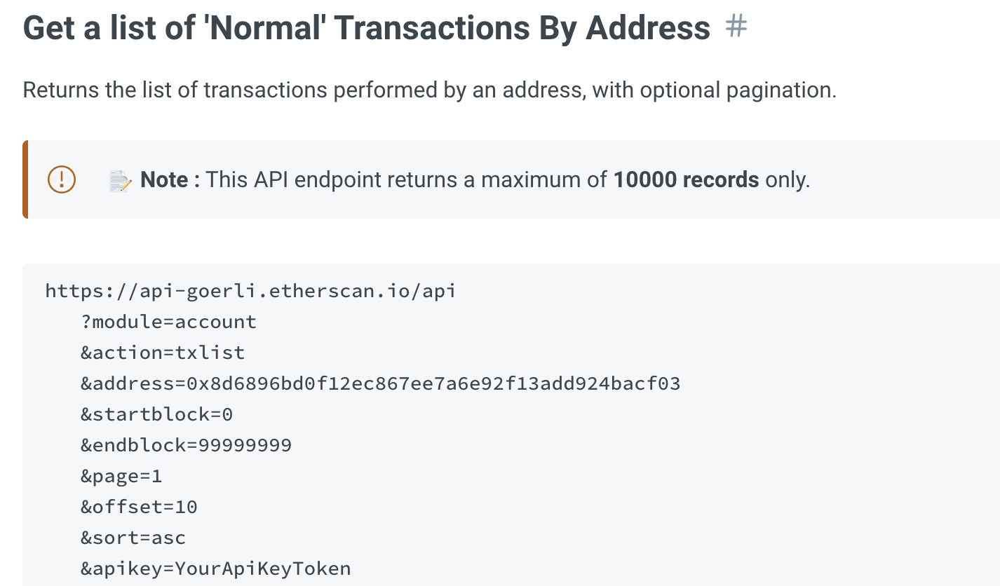 Get a list of 'Normal' Transactions By Address #
Returns the list of transactions performed by an address, with optional pagination.
Note : This API endpoint returns a maximum of 10000 records only.
https://api-goerli.etherscan.io/api
?module=account
&action=txlist
&address=0x8d6896bd0f12ec867ee7a6e92f13add924bacf03
&startblock=0
&endblock=99999999
&page=1
&offset=10
&sort=asc
&apikey=YourApiKeyToken